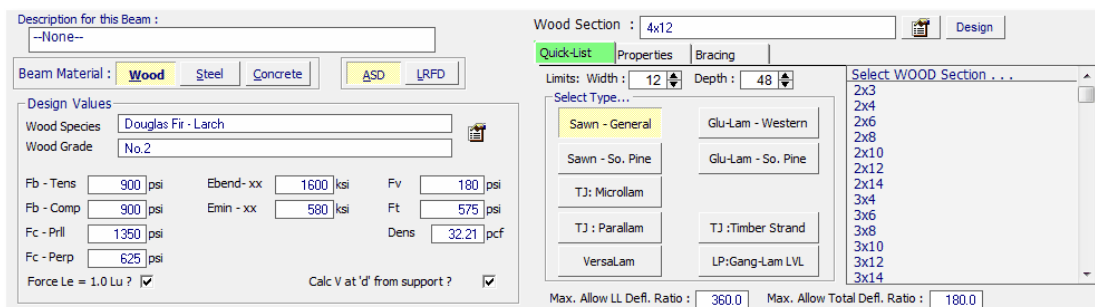 Description for this Beam :
--None--
Beam Material : Wood Steel Concrete ASD LRFD
Design Values
Wood Species Douglas Fir - Larch
Wood Grade No.2
Fb - Tens 900 psi Ebend- xx 1600 ksi Fv 180 psi
Fb - Comp 900 psi Emin - xx 580 ksi Ft 575 psi
Fc - Prll 1350 psi Dens 32.21 pcf
Fc - Perp 625 psi
Force Le = 1.0 Lu ? Calc V at 'd' from support ?
Wood Section : 4x12 Design
Quick-List Properties Bracing
Limits: Width : 12 Depth : 48
Select Type...
Sawn - General Glu-Lam - Western
Sawn - So. Pine Glu-Lam - So. Pine
TJ: Microllam
TJ : Parallam TJ :Timber Strand
VersaLam LP:Gang-Lam LVL
Select WOOD Section . . .
2x3
2x4
2x6
2x8
2x10
2x12
2x14
3x4
3x6
3x8
3x10
3x12
3x14
Max. Allow LL Defl. Ratio : 360.0 Max. Allow Total Defl. Ratio : 180.0